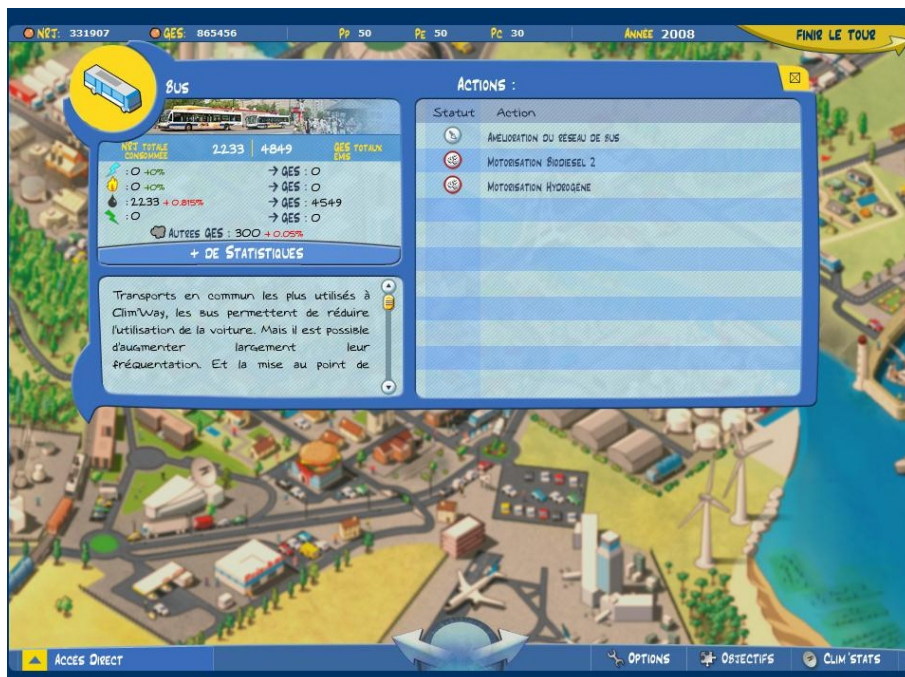 NRJ: 331907 GES: 865456 PP 50 PE 50 PC 30 ANNÉE 2008 FINIR LE TOUR
BUS
ACTIONS :
Statut Action
AMÉLIORATION DU RÉSEAU DE BUS
MOTORISATION BIODIESEL 2
MOTORISATION HYDROGÈNE
NRJ TOTALE CONSOMMÉE 2233 4849 GES TOTAUX ÉMIS
: 0 +0% → GES : 0
: 0 +0% → GES : 0
: 2233 +0.815% → GES : 4549
: 0 → GES : 0
AUTRES GES : 300 +0.05%
+ DE STATISTIQUES
Transports en commun les plus utilisés à
Clim'Way, les bus permettent de réduire
l'utilisation de la voiture. Mais il est possible
d'augmenter largement leur
fréquentation. Et la mise au point de
ACCÈS DIRECT OPTIONS OBJECTIFS CLIM'STATS